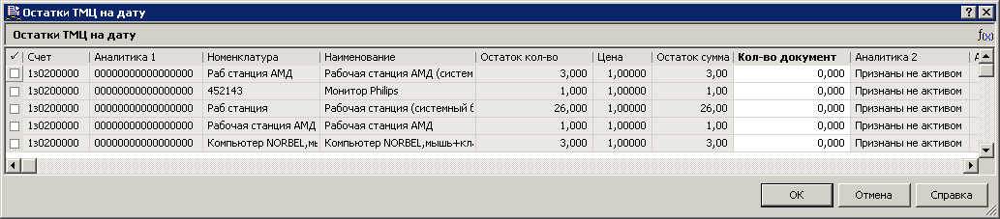 Остатки ТМЦ на дату
Остатки ТМЦ на дату f(x)
✓ Счет Аналитика 1 Номенклатура Наименование Остаток кол-во Цена Остаток сумма Кол-во документ Аналитика 2 А
1з0200000 00000000000000000 Раб станция АМД Рабочая станция АМД (систем 3,000 1,00000 3,00 0,000 Признаны не активом
1з0200000 00000000000000000 452143 Монитор Philips 1,000 1,00000 1,00 0,000 Признаны не активом
1з0200000 00000000000000000 Раб станция Рабочая станция (системный б 26,000 1,00000 26,00 0,000 Признаны не активом
1з0200000 00000000000000000 Рабочая станция АМД Рабочая станция АМД 1,000 1,00000 1,00 0,000 Признаны не активом
1з0200000 00000000000000000 Компьютер NORBEL,мь Компьютер NORBEL,мышь+кл 3,000 1,00000 3,00 0,000 Признаны не активом
OK Отмена Справка